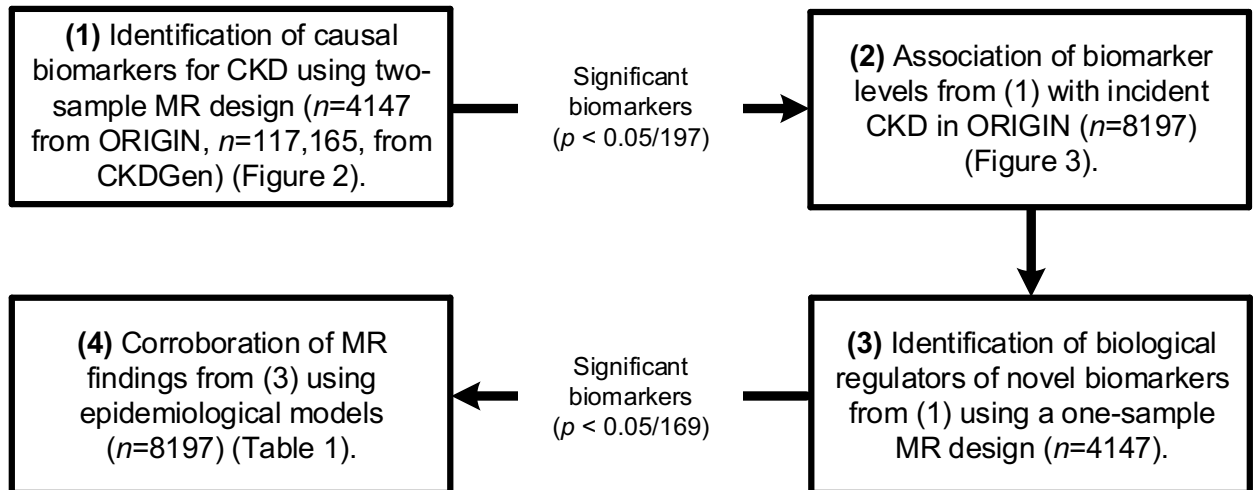 (1) Identification of causal
biomarkers for CKD using two-
sample MR design (n=4147
from ORIGIN, n=117,165, from
CKDGen) (Figure 2).
Significant
biomarkers
(p < 0.05/197)
(2) Association of biomarker
levels from (1) with incident
CKD in ORIGIN (n=8197)
(Figure 3).
(3) Identification of biological
regulators of novel biomarkers
from (1) using a one-sample
MR design (n=4147).
Significant
biomarkers
(p < 0.05/169)
(4) Corroboration of MR
findings from (3) using
epidemiological models
(n=8197) (Table 1).